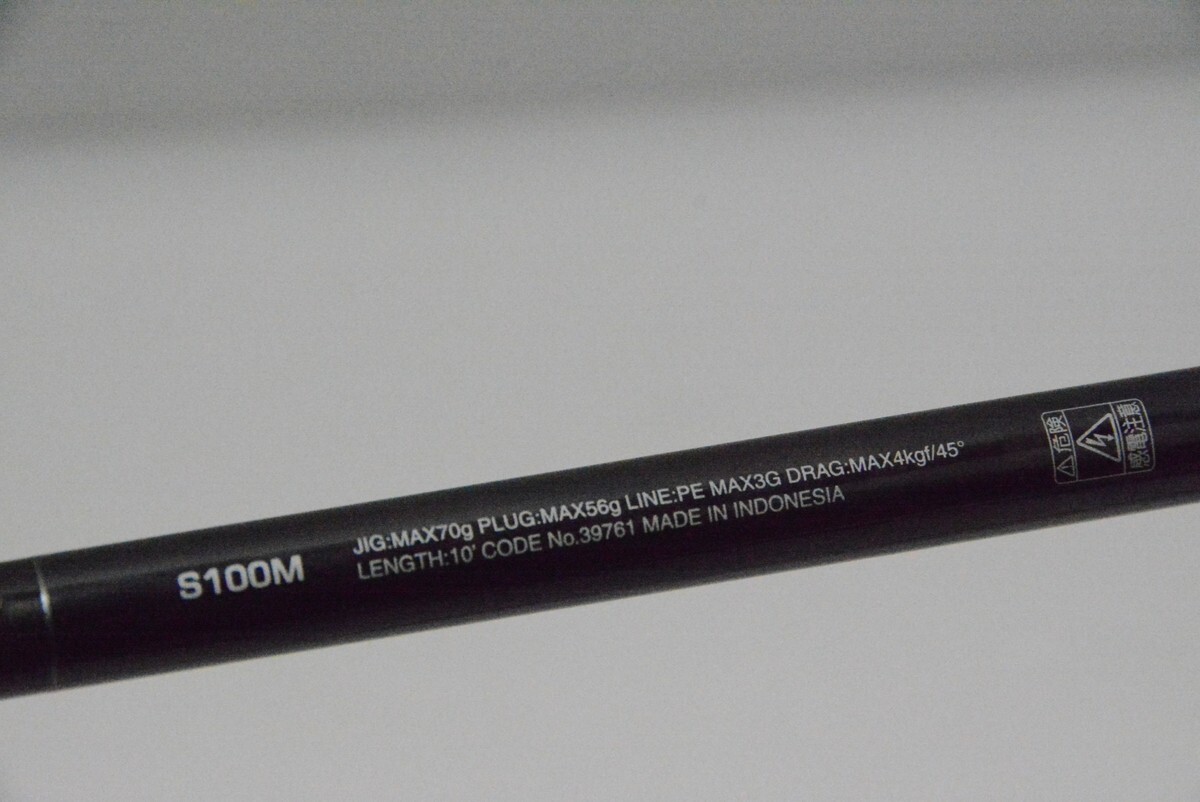 S100M
JIG:MAX70g PLUG:MAX56g LINE:PE MAX3G DRAG:MAX4kgf/45°
LENGTH:10' CODE No.39761 MADE IN INDONESIA
危険
感電注意